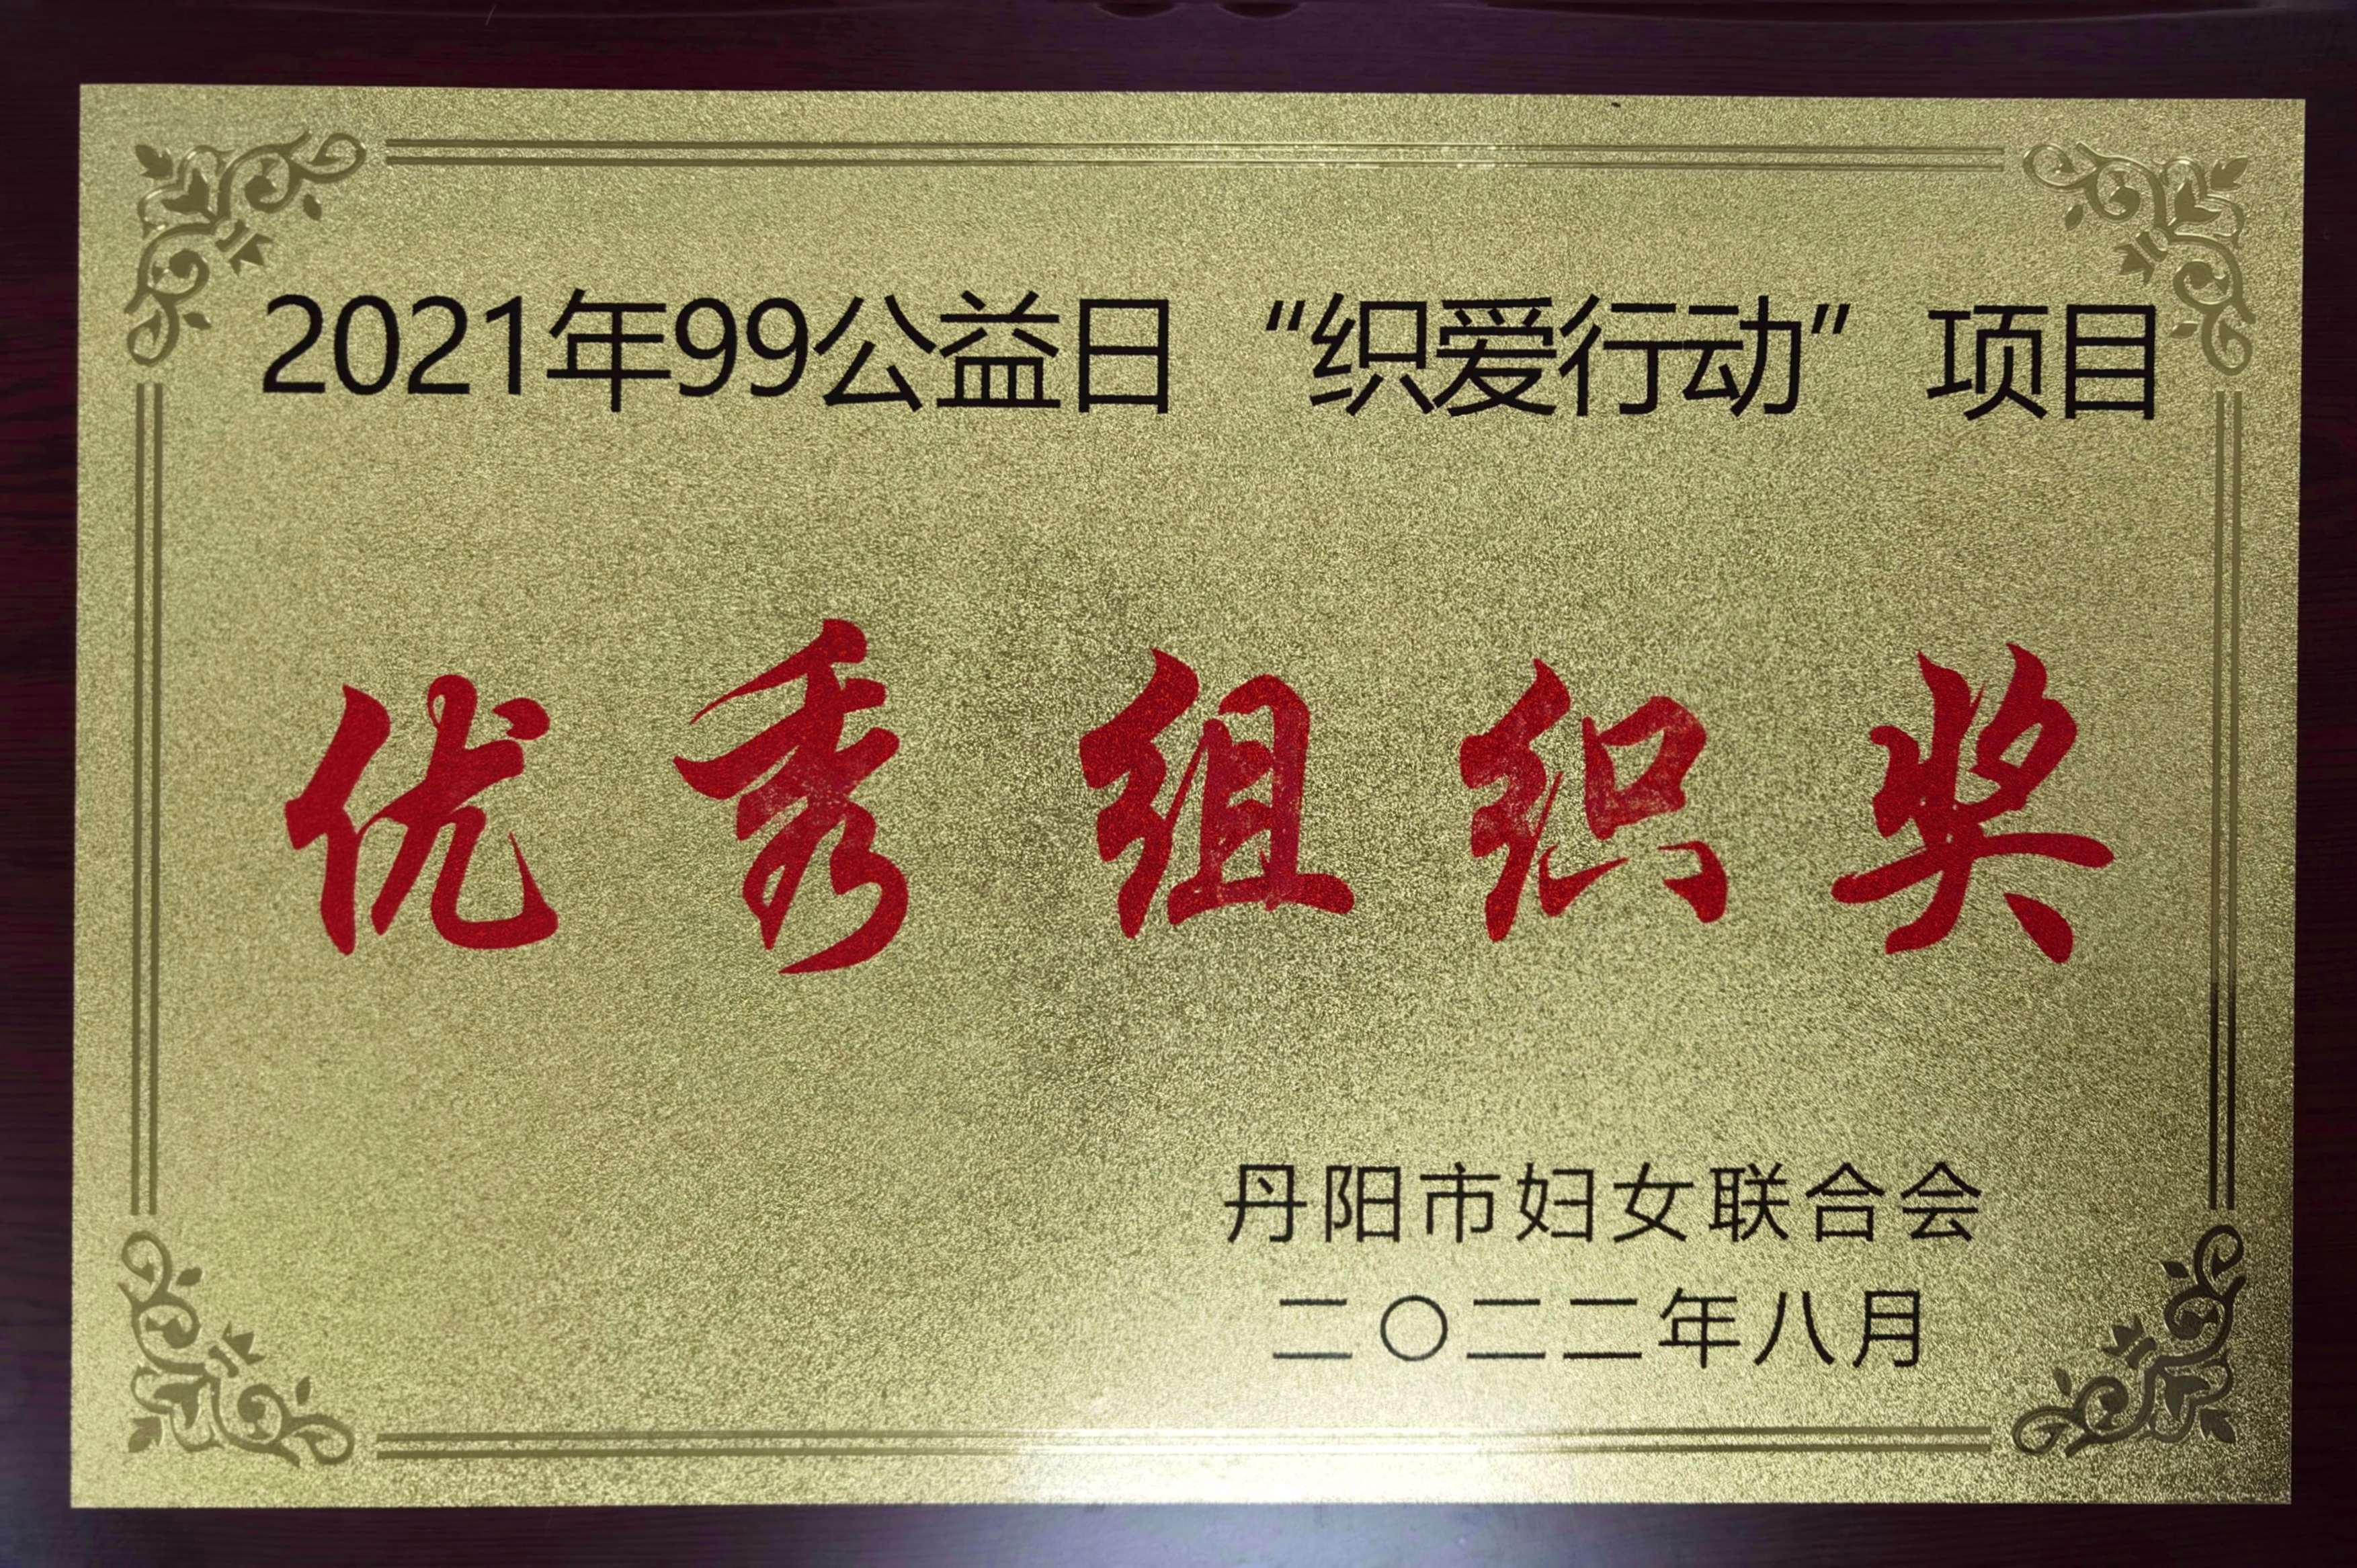 2021年99公益日“织爱行动”项目
优秀组织奖
丹阳市妇女联合会
二〇二二年八月